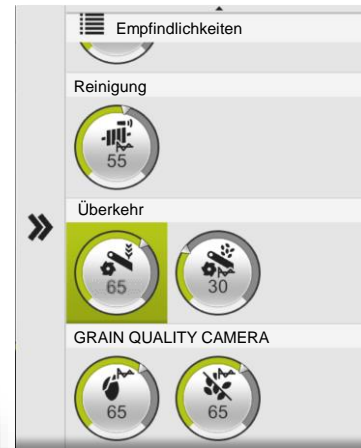 Empfindlichkeiten
Reinigung
55
Überkehr
65 30
GRAIN QUALITY CAMERA
65 65